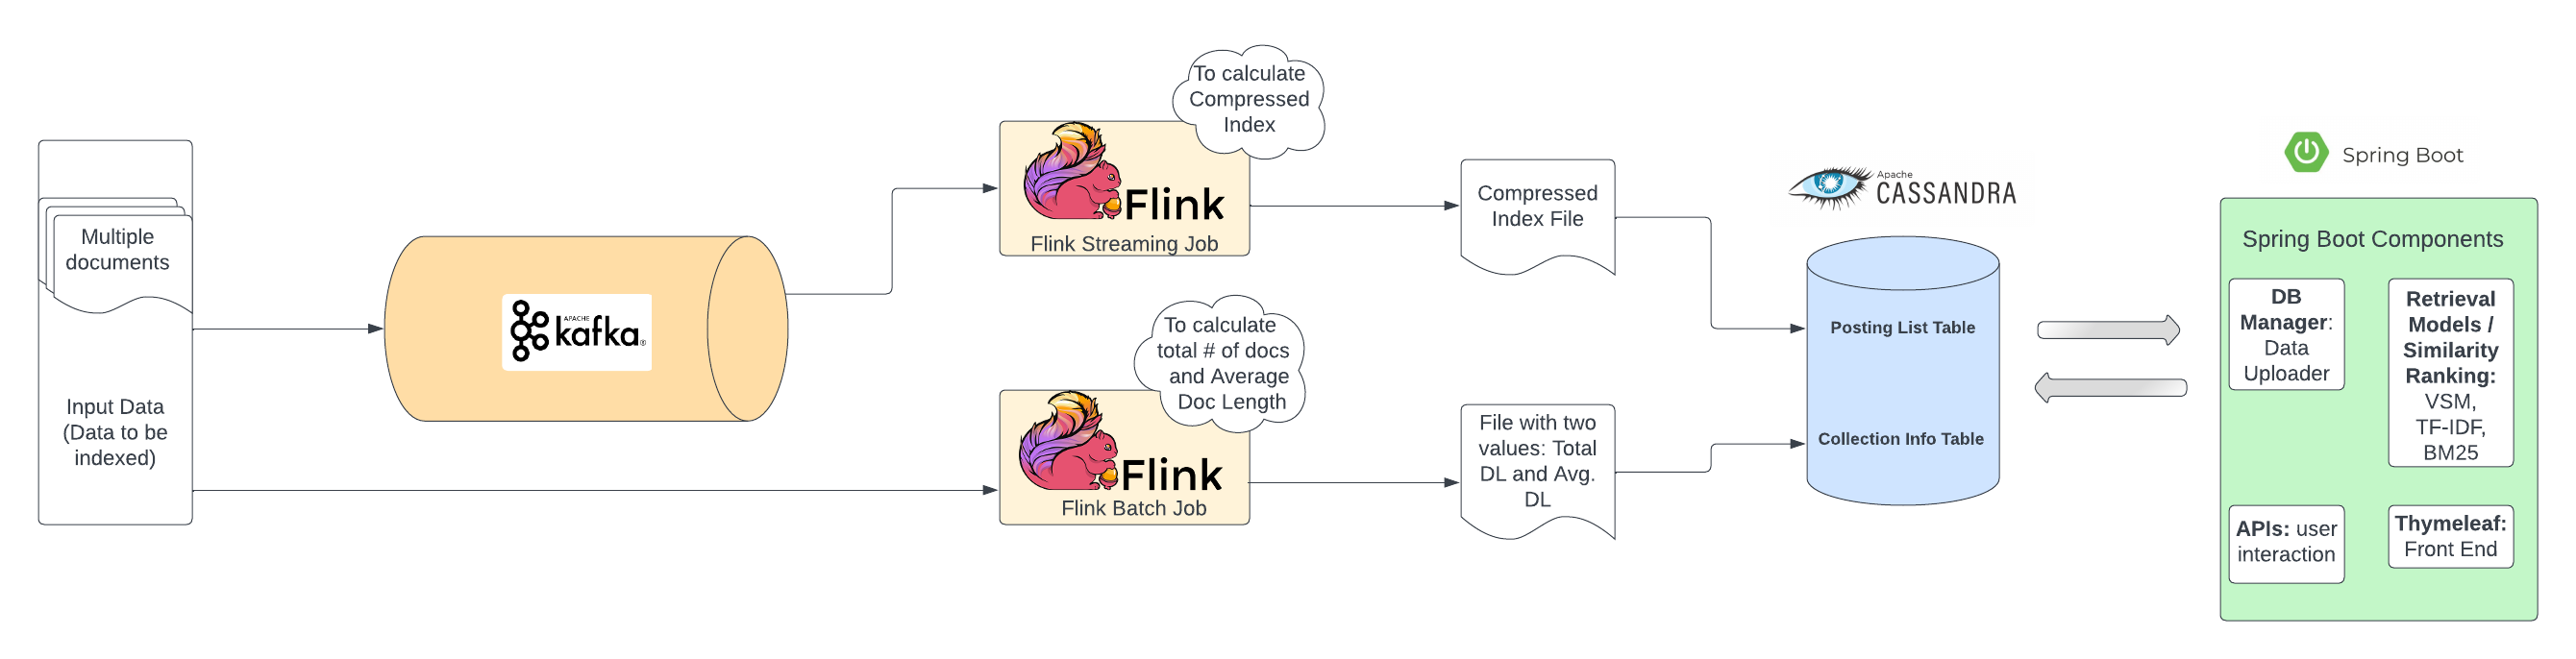 Multiple
documents
Input Data
(Data to be
indexed)
APACHE
kafka®
To calculate
Compressed
Index
Flink
Flink Streaming Job
To calculate
total # of docs
and Average
Doc Length
Flink
Flink Batch Job
Compressed
Index File
File with two
values: Total
DL and Avg.
DL
Apache
CASSANDRA
Posting List Table
Collection Info Table
Spring Boot
Spring Boot Components
DB
Manager:
Data
Uploader
Retrieval
Models /
Similarity
Ranking:
VSM,
TF-IDF,
BM25
APIs: user
interaction
Thymeleaf:
Front End